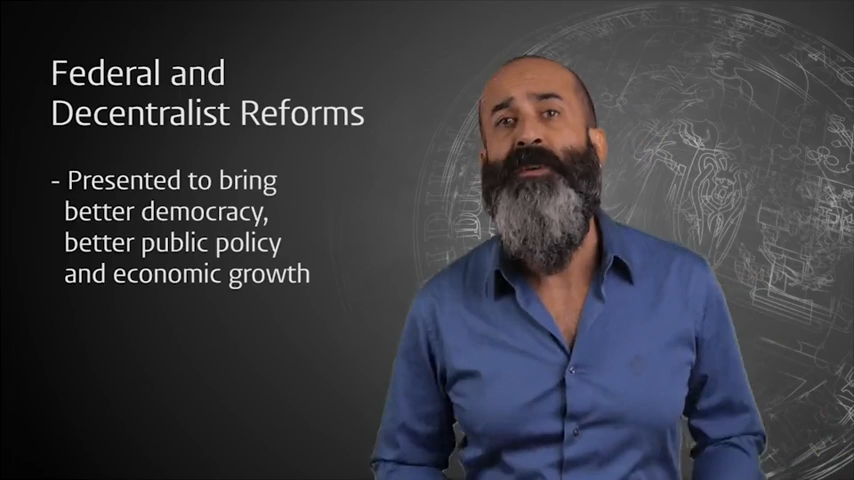 Federal and
Decentralist Reforms
- Presented to bring
better democracy,
better public policy
and economic growth